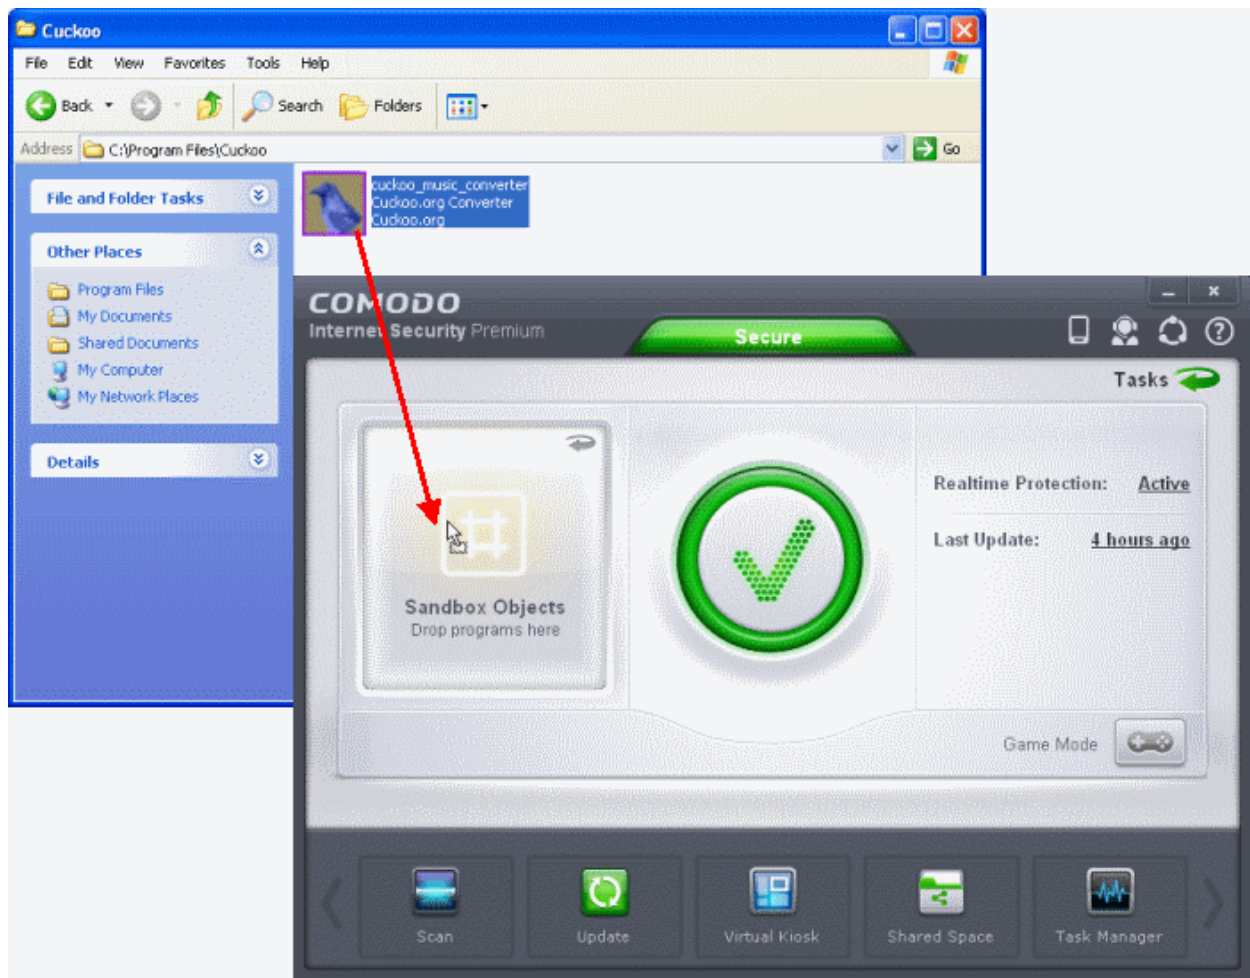 Cuckoo
File Edit View Favorites Tools Help
Back Search Folders
Address C:\Program Files\Cuckoo Go
File and Folder Tasks
Other Places
Program Files
My Documents
Shared Documents
My Computer
My Network Places
Details
cuckoo_music_converter
Cuckoo.org Converter
Cuckoo.org
COMODO
Internet Security Premium
Secure
Tasks
Sandbox Objects
Drop programs here
Realtime Protection: Active
Last Update: 4 hours ago
Game Mode
Scan Update Virtual Kiosk Shared Space Task Manager